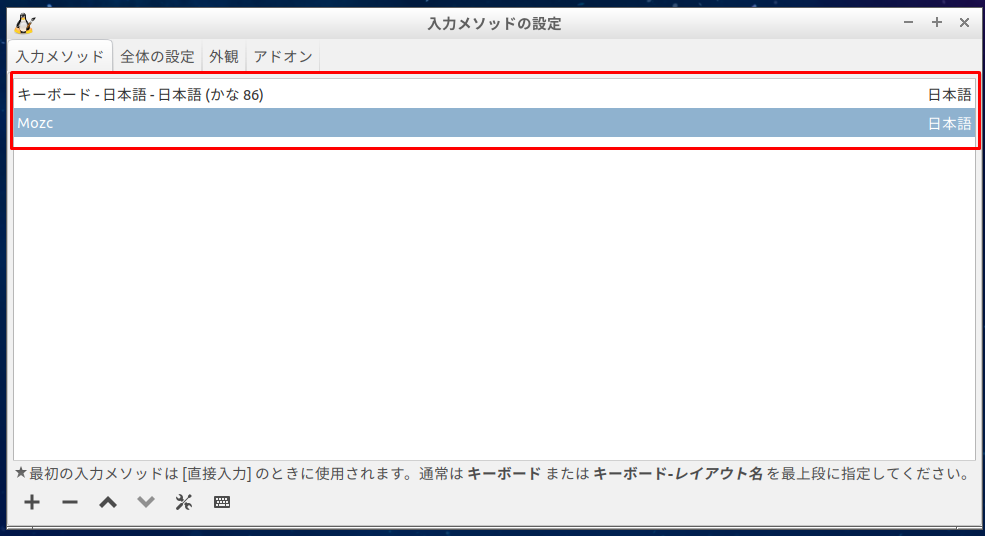 入力メソッドの設定
入力メソッド 全体の設定 外観 アドオン
キーボード - 日本語 - 日本語 (かな 86) 日本語
Mozc 日本語
★最初の入力メソッドは [直接入力] のときに使用されます。通常は キーボード または キーボード-レイアウト名 を最上段に指定してください。